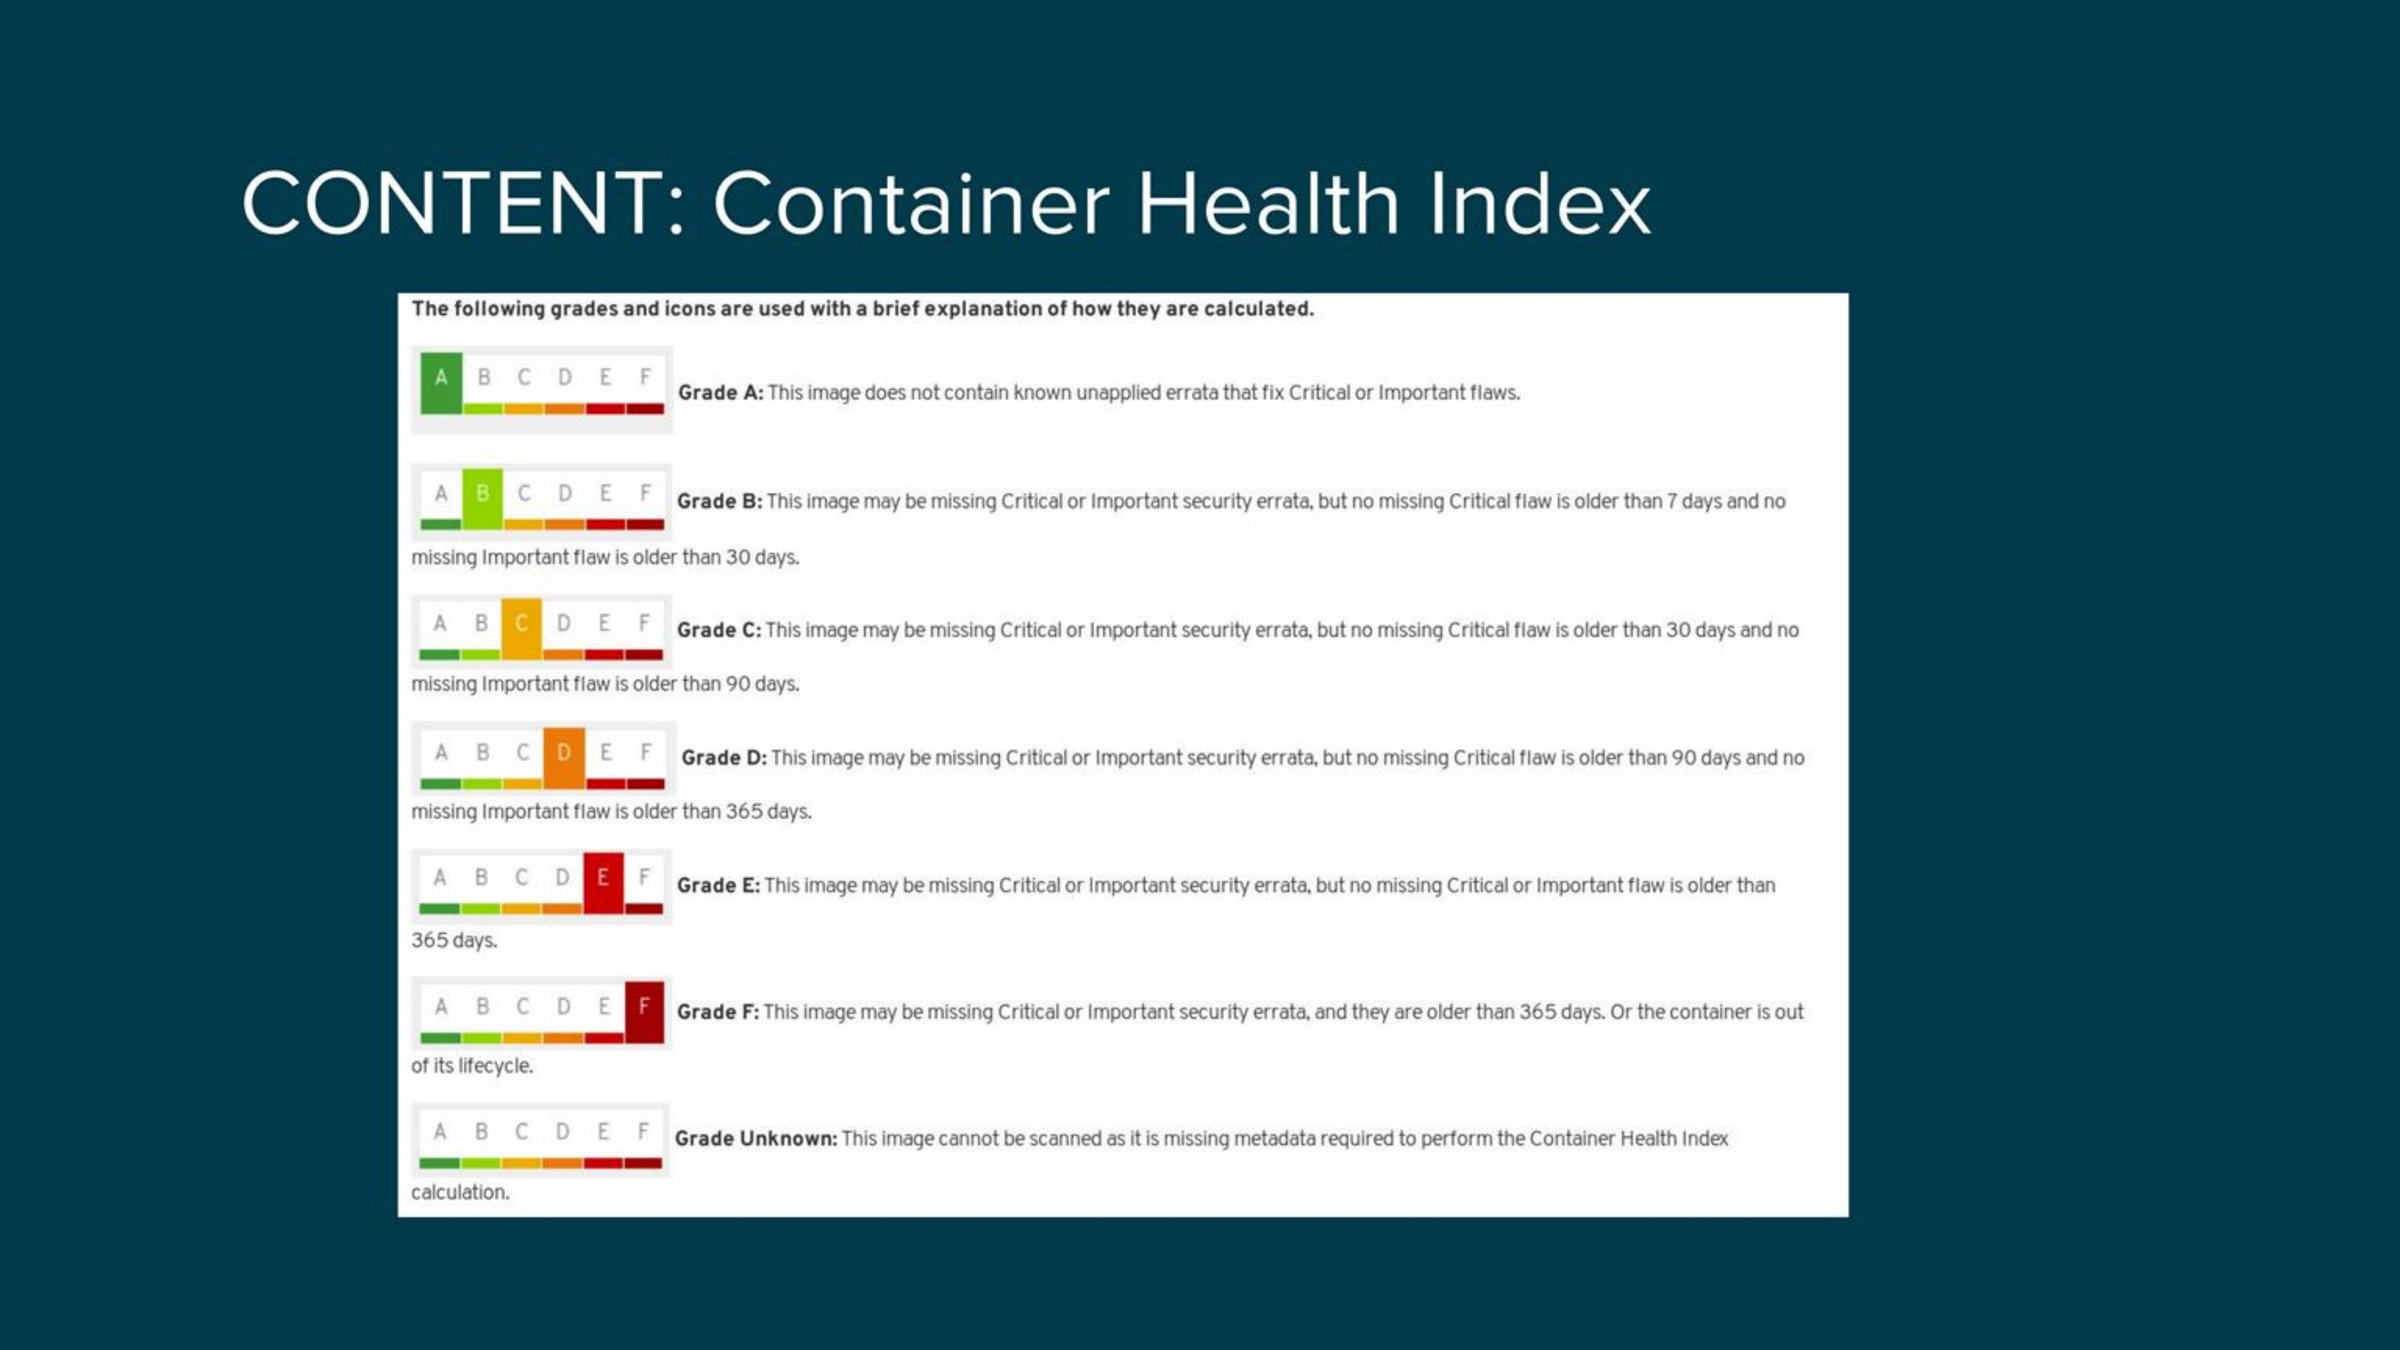 CONTENT: Container Health Index
The following grades and icons are used with a brief explanation of how they are calculated.
A B C D E F Grade A: This image does not contain known unapplied errata that fix Critical or Important flaws.
A B C D E F Grade B: This image may be missing Critical or Important security errata, but no missing Critical flaw is older than 7 days and no
missing Important flaw is older than 30 days.
A B C D E F Grade C: This image may be missing Critical or Important security errata, but no missing Critical flaw is older than 30 days and no
missing Important flaw is older than 90 days.
A B C D E F Grade D: This image may be missing Critical or Important security errata, but no missing Critical flaw is older than 90 days and no
missing Important flaw is older than 365 days.
A B C D E F Grade E: This image may be missing Critical or Important security errata, but no missing Critical or Important flaw is older than
365 days.
A B C D E F Grade F: This image may be missing Critical or Important security errata, and they are older than 365 days. Or the container is out
of its lifecycle.
A B C D E F Grade Unknown: This image cannot be scanned as it is missing metadata required to perform the Container Health Index
calculation.